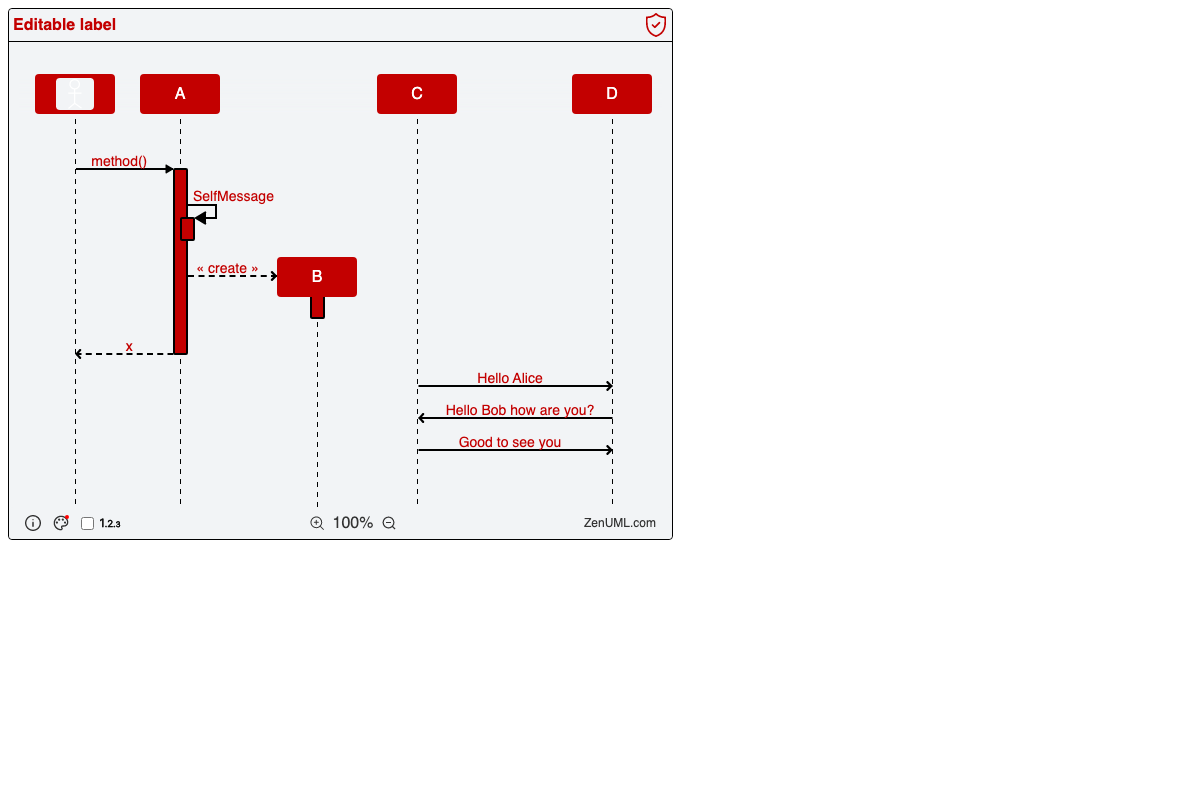 Editable label
A
C
D
method()
SelfMessage
« create »
B
x
Hello Alice
Hello Bob how are you?
Good to see you
1.2.3
100%
ZenUML.com